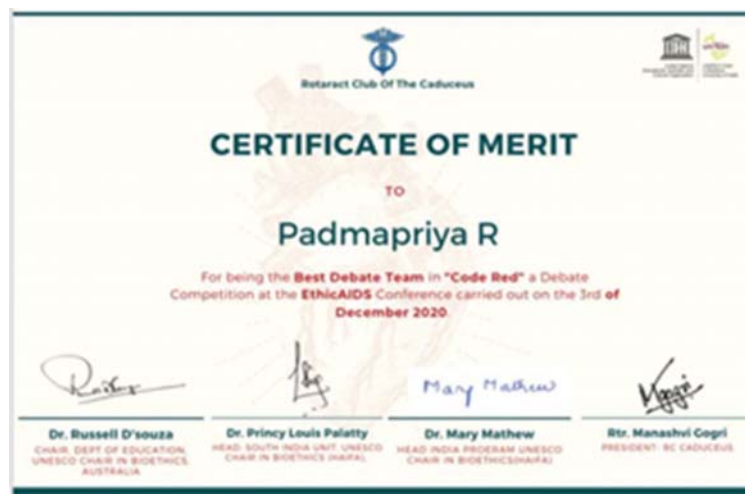 Rotaract Club Of The Caduceus
CERTIFICATE OF MERIT
TO
Padmapriya R
For being the Best Debate Team in "Code Red" a Debate
Competition at the EthicAIDS Conference carried out on the 3rd of
December 2020.
Mary Mathew
Dr. Russell D'souza
CHAIR, DEPT OF EDUCATION,
UNESCO CHAIR IN BIOETHICS,
AUSTRALIA
Dr. Princy Louis Palatty
HEAD: SOUTH INDIA UNIT UNESCO
CHAIR IN BIOETHICS (HAIFA),
Dr. Mary Mathew
HEAD INDIA PROGRAM UNESCO
CHAIR IN BIOETHICS(HAIFA)
Rtr. Manashvi Gogri
PRESIDENT- RC CADUCEUS